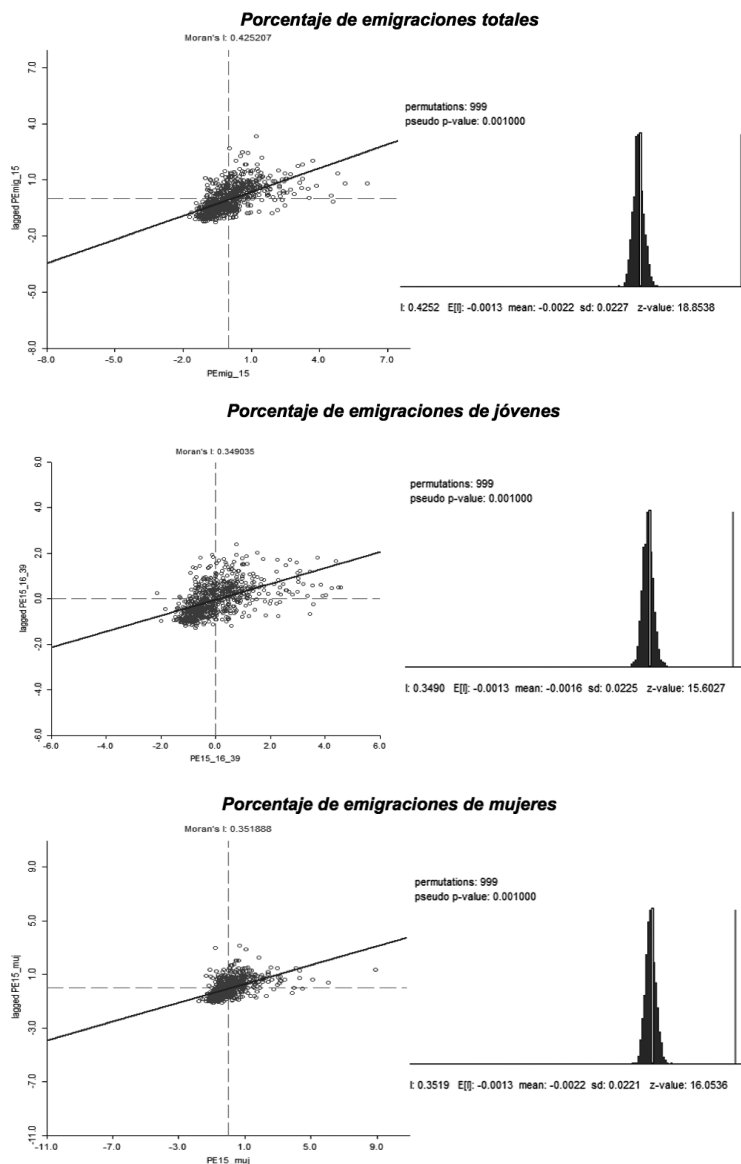 Porcentaje de emigraciones totales
Moran's I: 0.425207
7.0
4.0
1.0
-2.0
-5.0
-8.0
lagged PEmig_15
-8.0 -5.0 -2.0 1.0 4.0 7.0
PEmig_15
permutations: 999
pseudo p-value: 0.001000
I: 0.4252 E[I]: -0.0013 mean: -0.0022 sd: 0.0227 z-value: 18.8538
Porcentaje de emigraciones de jóvenes
Moran's I: 0.349035
6.0
4.0
2.0
0.0
-2.0
-4.0
-6.0
lagged PE15_16_39
-6.0 -4.0 -2.0 0.0 2.0 4.0 6.0
PE15_16_39
permutations: 999
pseudo p-value: 0.001000
I: 0.3490 E[I]: -0.0013 mean: -0.0016 sd: 0.0225 z-value: 15.6027
Porcentaje de emigraciones de mujeres
Moran's I: 0.351888
9.0
5.0
1.0
-3.0
-7.0
-11.0
lagged PE15_muj
-11.0 -7.0 -3.0 1.0 5.0 9.0
PE15_muj
permutations: 999
pseudo p-value: 0.001000
I: 0.3519 E[I]: -0.0013 mean: -0.0022 sd: 0.0221 z-value: 16.0536